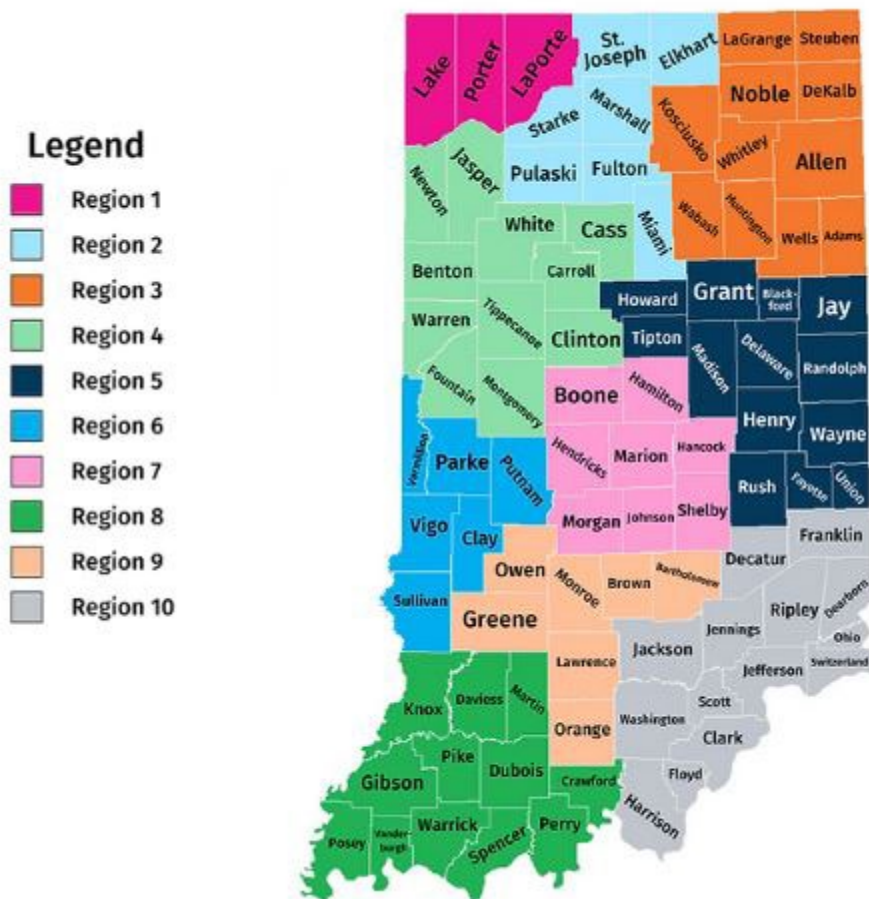 Legend
Region 1
Region 2
Region 3
Region 4
Region 5
Region 6
Region 7
Region 8
Region 9
Region 10
Lake
Porter
LaPorte
St.
Joseph
Elkhart
LaGrange
Steuben
Noble
DeKalb
Starke
Marshall
Kosciusko
Whitley
Allen
Newton
Jasper
Pulaski
Fulton
Wabash
Huntington
Wells
Adams
White
Cass
Miami
Benton
Carroll
Howard
Grant
Black-
ford
Jay
Warren
Tippecanoe
Clinton
Tipton
Madison
Delaware
Randolph
Fountain
Montgomery
Boone
Hamilton
Henry
Wayne
Vermillion
Parke
Putnam
Hendricks
Marion
Hancock
Rush
Fayette
Union
Vigo
Clay
Morgan
Johnson
Shelby
Franklin
Decatur
Owen
Monroe
Brown
Bartholomew
Sullivan
Greene
Jennings
Ripley
Dearborn
Ohio
Jackson
Lawrence
Jefferson
Switzerland
Knox
Daviess
Martin
Orange
Washington
Scott
Clark
Gibson
Pike
Dubois
Crawford
Floyd
Harrison
Posey
Vander-
burgh
Warrick
Spencer
Perry